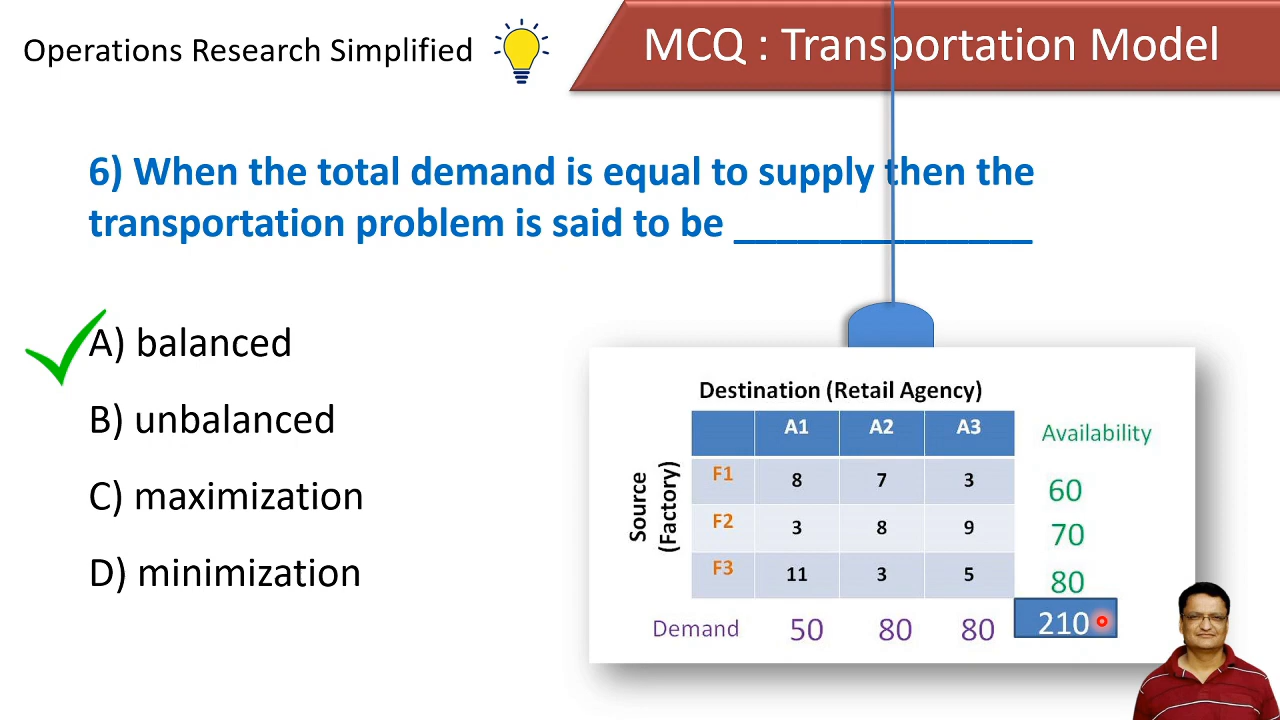 Operations Research Simplified
MCQ : Transportation Model
6) When the total demand is equal to supply then the
transportation problem is said to be ______________
A) balanced
B) unbalanced
C) maximization
D) minimization
Destination (Retail Agency)
A1 A2 A3 Availability
Source
(Factory)
F1 8 7 3 60
F2 3 8 9 70
F3 11 3 5 80
Demand 50 80 80 210